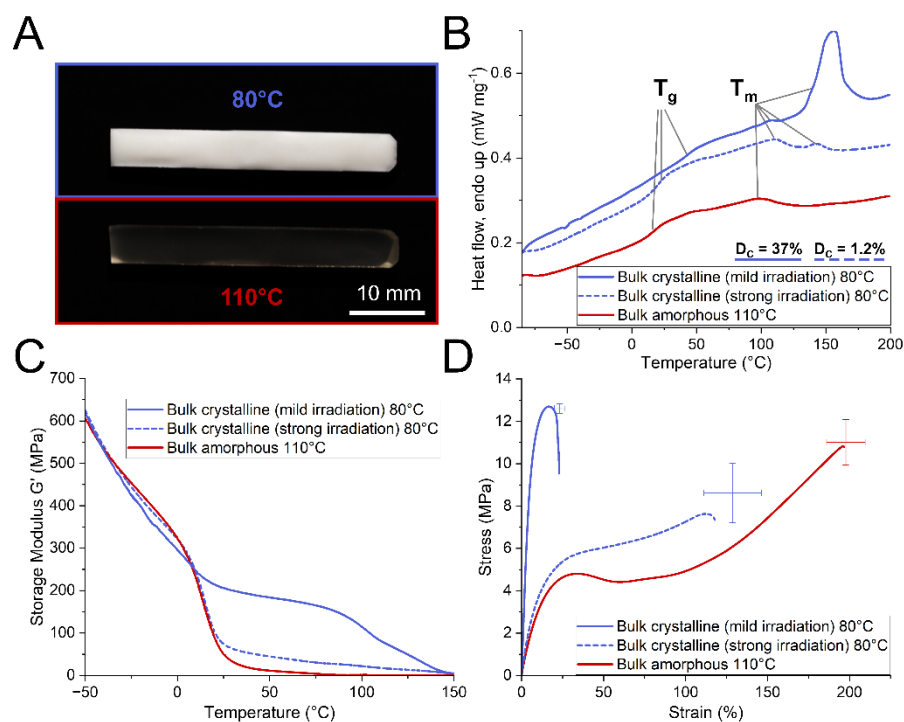 A
80°C
110°C
10 mm
B
Heat flow, endo up (mW mg⁻¹)
0.6
0.4
0.2
0.0
Tg
Tm
DC = 37%
DC = 1.2%
Bulk crystalline (mild irradiation) 80°C
Bulk crystalline (strong irradiation) 80°C
Bulk amorphous 110°C
−50
0
50
100
150
200
Temperature (°C)
C
Storage Modulus G' (MPa)
700
600
500
400
300
200
100
0
Bulk crystalline (mild irradiation) 80°C
Bulk crystalline (strong irradiation) 80°C
Bulk amorphous 110°C
−50
0
50
100
150
Temperature (°C)
D
Stress (MPa)
14
12
10
8
6
4
2
0
Bulk crystalline (mild irradiation) 80°C
Bulk crystalline (strong irradiation) 80°C
Bulk amorphous 110°C
0
50
100
150
200
Strain (%)